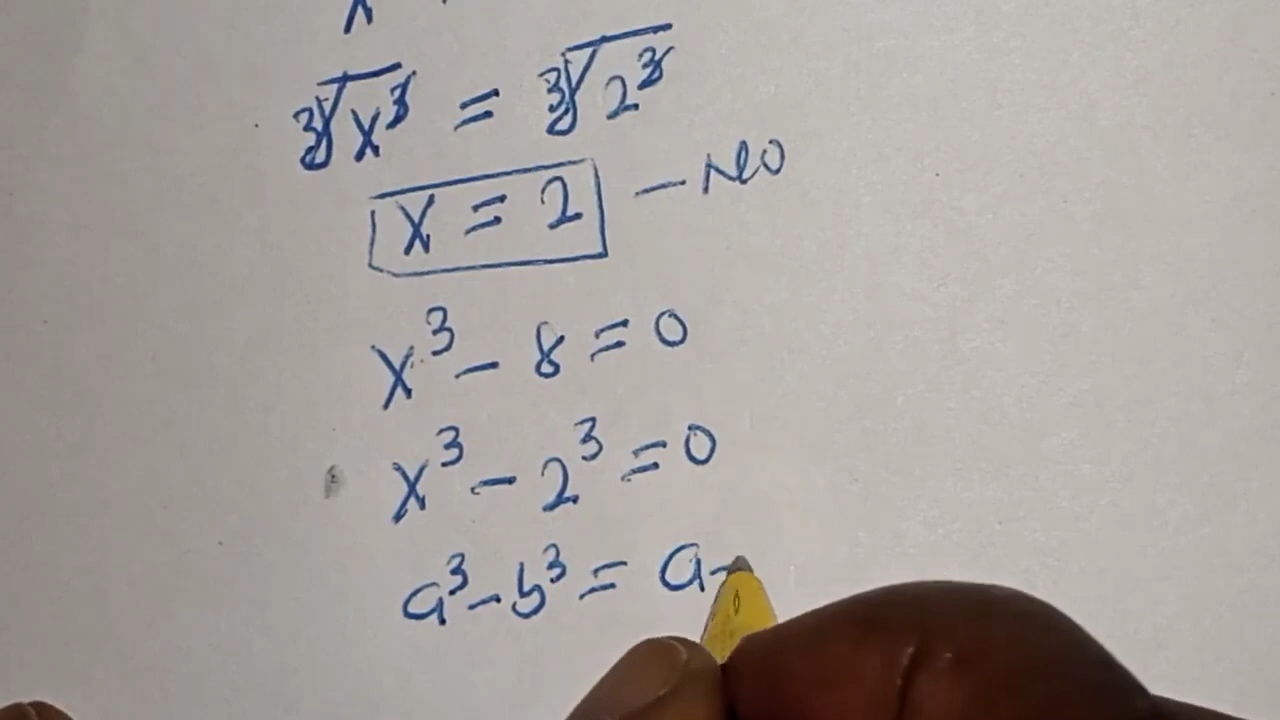 ∛x³ = ∛2³
x = 2 - No
x³ - 8 = 0
x³ - 2³ = 0
a³ - b³ = a -